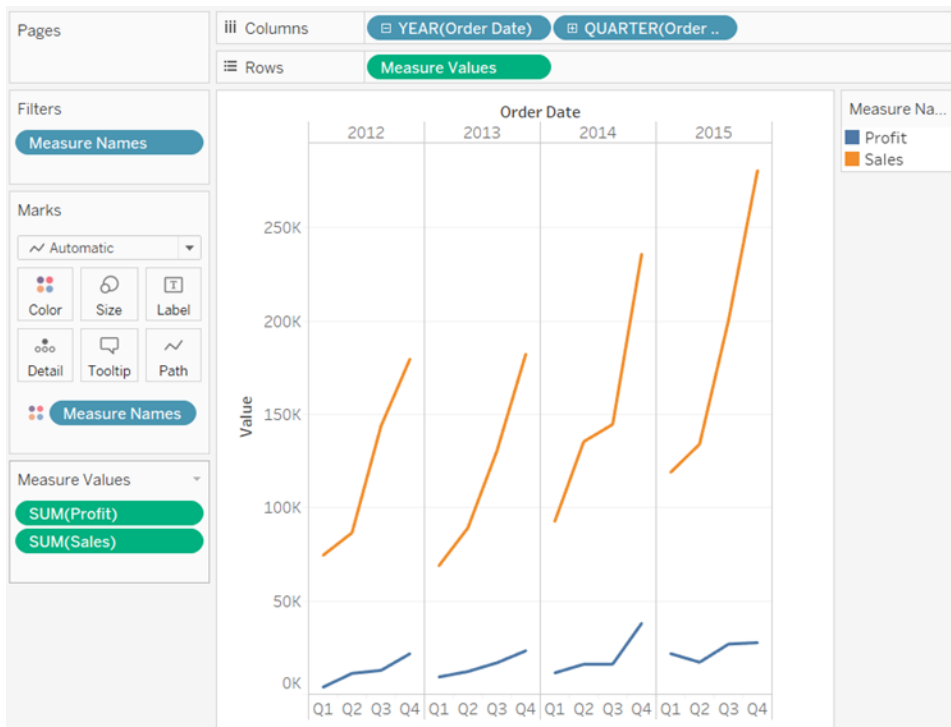 Pages
Columns
YEAR(Order Date) QUARTER(Order ..
Rows
Measure Values
Filters
Measure Names
Marks
Automatic
Color Size Label
Detail Tooltip Path
Measure Names
Measure Values
SUM(Profit)
SUM(Sales)
Order Date
2012 2013 2014 2015
Value
250K
200K
150K
100K
50K
0K
Q1 Q2 Q3 Q4 Q1 Q2 Q3 Q4 Q1 Q2 Q3 Q4 Q1 Q2 Q3 Q4
Measure Na...
Profit
Sales